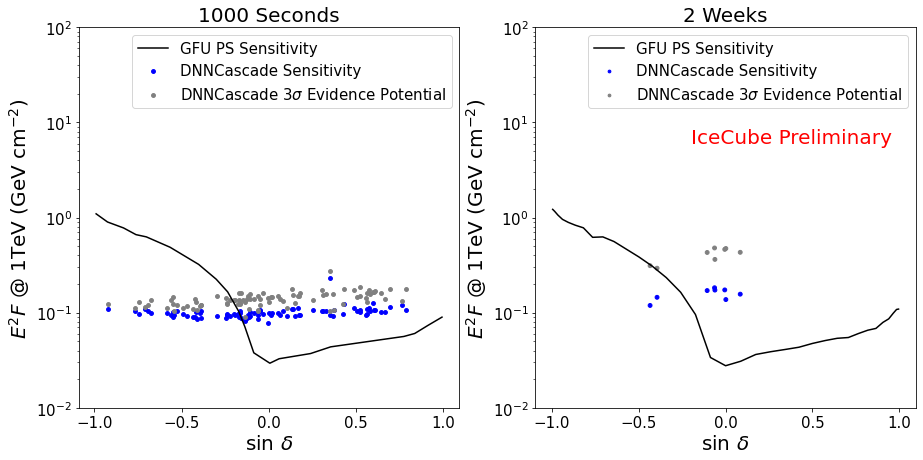 1000 Seconds
GFU PS Sensitivity
DNNCascade Sensitivity
DNNCascade 3σ Evidence Potential
E²F @ 1TeV (GeV cm⁻²)
10²
10¹
10⁰
10⁻¹
10⁻²
−1.0 −0.5 0.0 0.5 1.0
sin δ
2 Weeks
GFU PS Sensitivity
DNNCascade Sensitivity
DNNCascade 3σ Evidence Potential
IceCube Preliminary
E²F @ 1TeV (GeV cm⁻²)
10²
10¹
10⁰
10⁻¹
10⁻²
−1.0 −0.5 0.0 0.5 1.0
sin δ